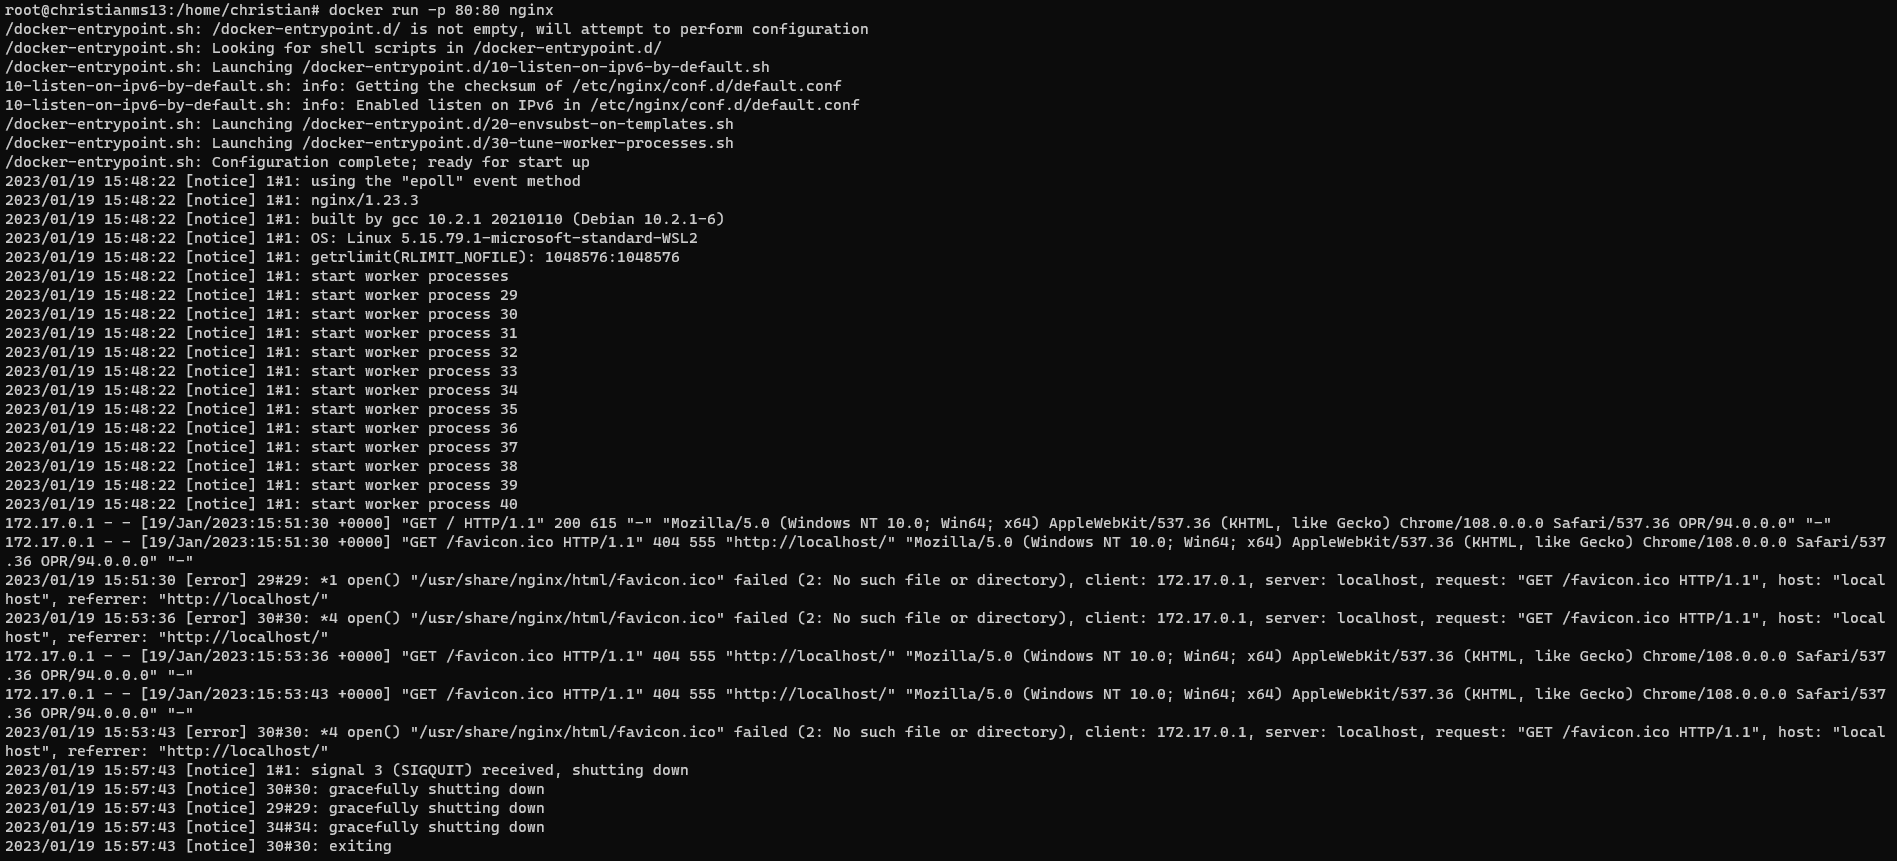 root@christianms13:/home/christian# docker run -p 80:80 nginx
/docker-entrypoint.sh: /docker-entrypoint.d/ is not empty, will attempt to perform configuration
/docker-entrypoint.sh: Looking for shell scripts in /docker-entrypoint.d/
/docker-entrypoint.sh: Launching /docker-entrypoint.d/10-listen-on-ipv6-by-default.sh
10-listen-on-ipv6-by-default.sh: info: Getting the checksum of /etc/nginx/conf.d/default.conf
10-listen-on-ipv6-by-default.sh: info: Enabled listen on IPv6 in /etc/nginx/conf.d/default.conf
/docker-entrypoint.sh: Launching /docker-entrypoint.d/20-envsubst-on-templates.sh
/docker-entrypoint.sh: Launching /docker-entrypoint.d/30-tune-worker-processes.sh
/docker-entrypoint.sh: Configuration complete; ready for start up
2023/01/19 15:48:22 [notice] 1#1: using the "epoll" event method
2023/01/19 15:48:22 [notice] 1#1: nginx/1.23.3
2023/01/19 15:48:22 [notice] 1#1: built by gcc 10.2.1 20210110 (Debian 10.2.1-6)
2023/01/19 15:48:22 [notice] 1#1: OS: Linux 5.15.79.1-microsoft-standard-WSL2
2023/01/19 15:48:22 [notice] 1#1: getrlimit(RLIMIT_NOFILE): 1048576:1048576
2023/01/19 15:48:22 [notice] 1#1: start worker processes
2023/01/19 15:48:22 [notice] 1#1: start worker process 29
2023/01/19 15:48:22 [notice] 1#1: start worker process 30
2023/01/19 15:48:22 [notice] 1#1: start worker process 31
2023/01/19 15:48:22 [notice] 1#1: start worker process 32
2023/01/19 15:48:22 [notice] 1#1: start worker process 33
2023/01/19 15:48:22 [notice] 1#1: start worker process 34
2023/01/19 15:48:22 [notice] 1#1: start worker process 35
2023/01/19 15:48:22 [notice] 1#1: start worker process 36
2023/01/19 15:48:22 [notice] 1#1: start worker process 37
2023/01/19 15:48:22 [notice] 1#1: start worker process 38
2023/01/19 15:48:22 [notice] 1#1: start worker process 39
2023/01/19 15:48:22 [notice] 1#1: start worker process 40
172.17.0.1 - - [19/Jan/2023:15:51:30 +0000] "GET / HTTP/1.1" 200 615 "-" "Mozilla/5.0 (Windows NT 10.0; Win64; x64) AppleWebKit/537.36 (KHTML, like Gecko) Chrome/108.0.0.0 Safari/537.36 OPR/94.0.0.0" "-"
172.17.0.1 - - [19/Jan/2023:15:51:30 +0000] "GET /favicon.ico HTTP/1.1" 404 555 "http://localhost/" "Mozilla/5.0 (Windows NT 10.0; Win64; x64) AppleWebKit/537.36 (KHTML, like Gecko) Chrome/108.0.0.0 Safari/537
.36 OPR/94.0.0.0" "-"
2023/01/19 15:51:30 [error] 29#29: *1 open() "/usr/share/nginx/html/favicon.ico" failed (2: No such file or directory), client: 172.17.0.1, server: localhost, request: "GET /favicon.ico HTTP/1.1", host: "local
host", referrer: "http://localhost/"
2023/01/19 15:53:36 [error] 30#30: *4 open() "/usr/share/nginx/html/favicon.ico" failed (2: No such file or directory), client: 172.17.0.1, server: localhost, request: "GET /favicon.ico HTTP/1.1", host: "local
host", referrer: "http://localhost/"
172.17.0.1 - - [19/Jan/2023:15:53:36 +0000] "GET /favicon.ico HTTP/1.1" 404 555 "http://localhost/" "Mozilla/5.0 (Windows NT 10.0; Win64; x64) AppleWebKit/537.36 (KHTML, like Gecko) Chrome/108.0.0.0 Safari/537
.36 OPR/94.0.0.0" "-"
172.17.0.1 - - [19/Jan/2023:15:53:43 +0000] "GET /favicon.ico HTTP/1.1" 404 555 "http://localhost/" "Mozilla/5.0 (Windows NT 10.0; Win64; x64) AppleWebKit/537.36 (KHTML, like Gecko) Chrome/108.0.0.0 Safari/537
.36 OPR/94.0.0.0" "-"
2023/01/19 15:53:43 [error] 30#30: *4 open() "/usr/share/nginx/html/favicon.ico" failed (2: No such file or directory), client: 172.17.0.1, server: localhost, request: "GET /favicon.ico HTTP/1.1", host: "local
host", referrer: "http://localhost/"
2023/01/19 15:57:43 [notice] 1#1: signal 3 (SIGQUIT) received, shutting down
2023/01/19 15:57:43 [notice] 30#30: gracefully shutting down
2023/01/19 15:57:43 [notice] 29#29: gracefully shutting down
2023/01/19 15:57:43 [notice] 34#34: gracefully shutting down
2023/01/19 15:57:43 [notice] 30#30: exiting